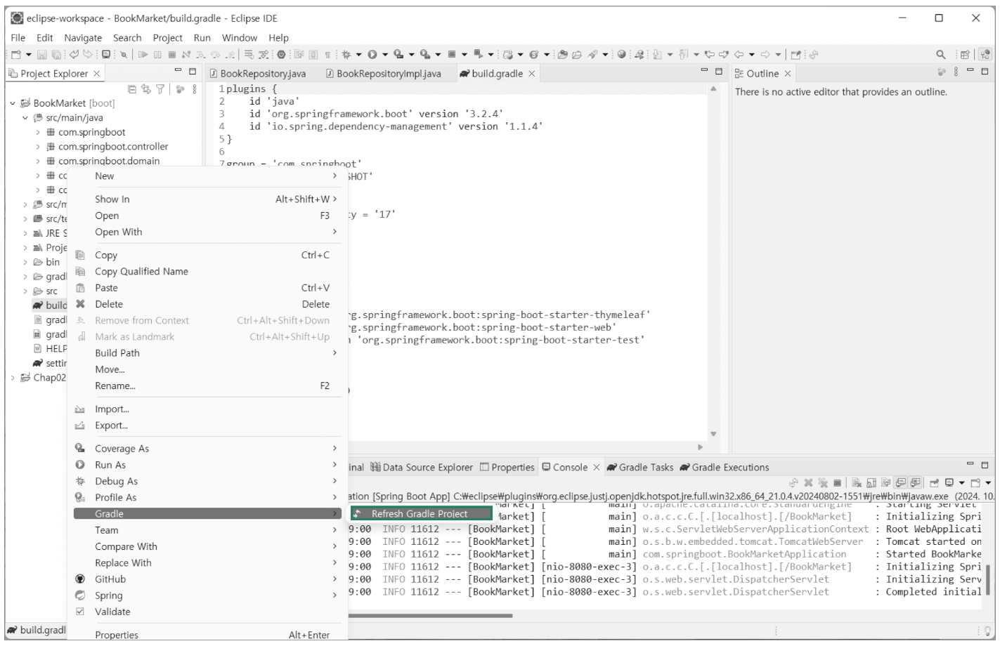 eclipse-workspace - BookMarket/build.gradle - Eclipse IDE
File Edit Navigate Search Project Run Window Help
Project Explorer
BookMarket [boot]
src/main/java
com.springboot
com.springboot.controller
com.springboot.domain
co
co
src/m
src/te
JRE S
Proje
bin
gradl
src
build
gradl
gradl
HELP
settin
Chap02
New
Show In Alt+Shift+W
Open F3
Open With
Copy Ctrl+C
Copy Qualified Name
Paste Ctrl+V
Delete Delete
Remove from Context Ctrl+Alt+Shift+Down
Mark as Landmark Ctrl+Alt+Shift+Up
Build Path
Move...
Rename... F2
Import...
Export...
Coverage As
Run As
Debug As
Profile As
Gradle
Refresh Gradle Project
Team
Compare With
Replace With
GitHub
Spring
Validate
Properties Alt+Enter
BookRepository.java BookRepositoryImpl.java build.gradle
1 plugins {
2 id 'java'
3 id 'org.springframework.boot' version '3.2.4'
4 id 'io.spring.dependency-management' version '1.1.4'
5 }
6
7 group = 'com.springboot'
SHOT'
ty = '17'
rg.springframework.boot:spring-boot-starter-thymeleaf'
rg.springframework.boot:spring-boot-starter-web'
n 'org.springframework.boot:spring-boot-starter-test'
)
Outline
There is no active editor that provides an outline.
inal Data Source Explorer Properties Console Gradle Tasks Gradle Executions
ation [Spring Boot App] C:₩eclipse₩plugins₩org.eclipse.justj.openjdk.hotspot.jre.full.win32.x86_64_21.0.4.v20240802-1551₩jre₩bin₩javaw.exe (2024. 10.
Market] [ main] o.apache.catalina.core.StandardEngine : Starting Servlet
Market] [ main] o.a.c.c.C.[.[localhost].[/BookMarket] : Initializing Spri
9:00 INFO 11612 --- [BookMarket] [ main] w.s.c.ServletWebServerApplicationContext : Root WebApplicati
9:00 INFO 11612 --- [BookMarket] [ main] o.s.b.w.embedded.tomcat.TomcatWebServer : Tomcat started on
9:00 INFO 11612 --- [BookMarket] [ main] com.springboot.BookMarketApplication : Started BookMarke
9:00 INFO 11612 --- [BookMarket] [nio-8080-exec-3] o.a.c.c.C.[.[localhost].[/BookMarket] : Initializing Spri
9:00 INFO 11612 --- [BookMarket] [nio-8080-exec-3] o.s.web.servlet.DispatcherServlet : Initializing Serv
9:00 INFO 11612 --- [BookMarket] [nio-8080-exec-3] o.s.web.servlet.DispatcherServlet : Completed initial
build.gradl